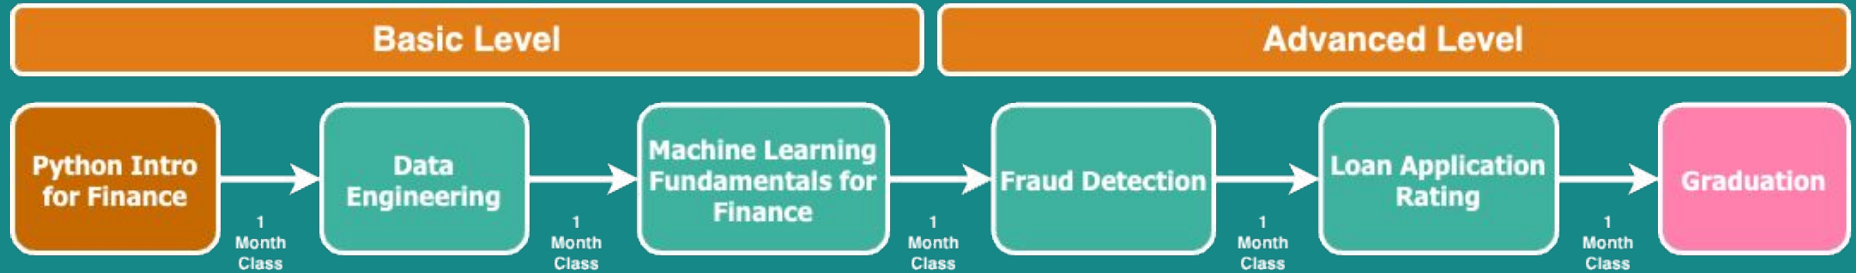 Basic Level
Advanced Level
Python Intro
for Finance
1
Month
Class
Data
Engineering
1
Month
Class
Machine Learning
Fundamentals for
Finance
1
Month
Class
Fraud Detection
1
Month
Class
Loan Application
Rating
1
Month
Class
Graduation